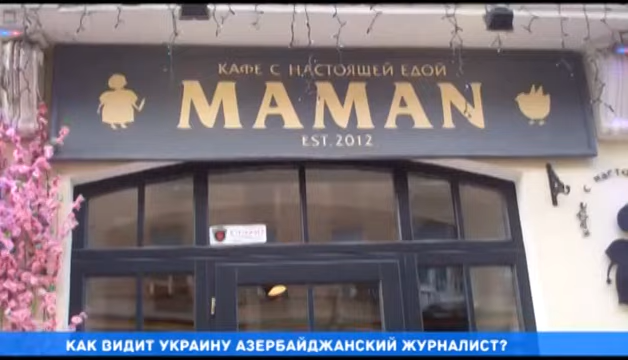 КАФЕ С НАСТОЯЩЕЙ ЕДОЙ
MAMAN
EST. 2012
КАК ВИДИТ УКРАИНУ АЗЕРБАЙДЖАНСКИЙ ЖУРНАЛИСТ?